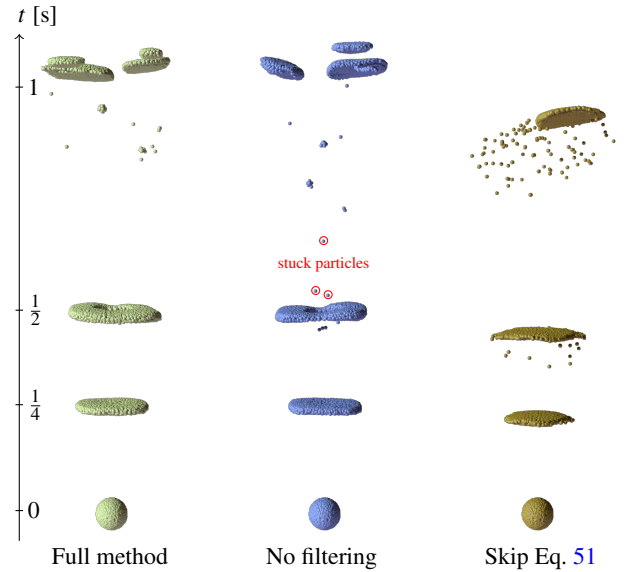 t [s]
1
stuck particles
1/2
1/4
0
Full method No filtering Skip Eq. 51